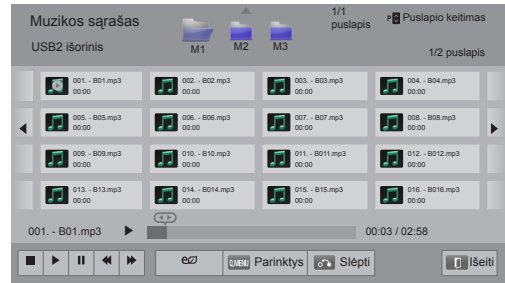 Muzikos sąrašas
1/1 puslapis
P Puslapio keitimas
USB2 išorinis
M1 M2 M3
1/2 puslapis
001. - B01.mp3 00:00
002. - B02.mp3 00:00
003. - B03.mp3 00:00
004. - B04.mp3 00:00
005. - B05.mp3 00:00
006. - B06.mp3 00:00
007. - B07.mp3 00:00
008. - B08.mp3 00:00
009. - B09.mp3 00:00
010. - B10.mp3 00:00
011. - B011.mp3 00:00
012. - B012.mp3 00:00
013. - B13.mp3 00:00
014. - B014.mp3 00:00
015. - B15.mp3 00:00
016. - B016.mp3 00:00
001. - B01.mp3
00:03 / 02:58
Q.MENU Parinktys
Slėpti
Išeiti